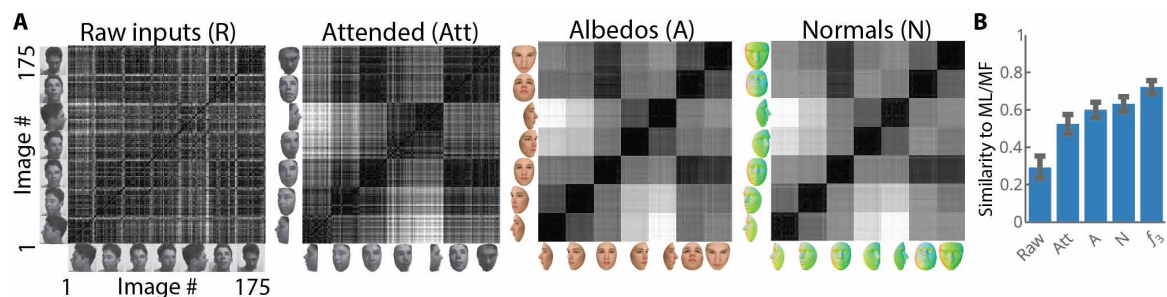 A
Raw inputs (R)
Attended (Att)
Albedos (A)
Normals (N)
175
Image #
1
1 Image # 175
B
Similarity to ML/MF
1
0.8
0.6
0.4
0.2
0
Raw
Att
A
N
f3